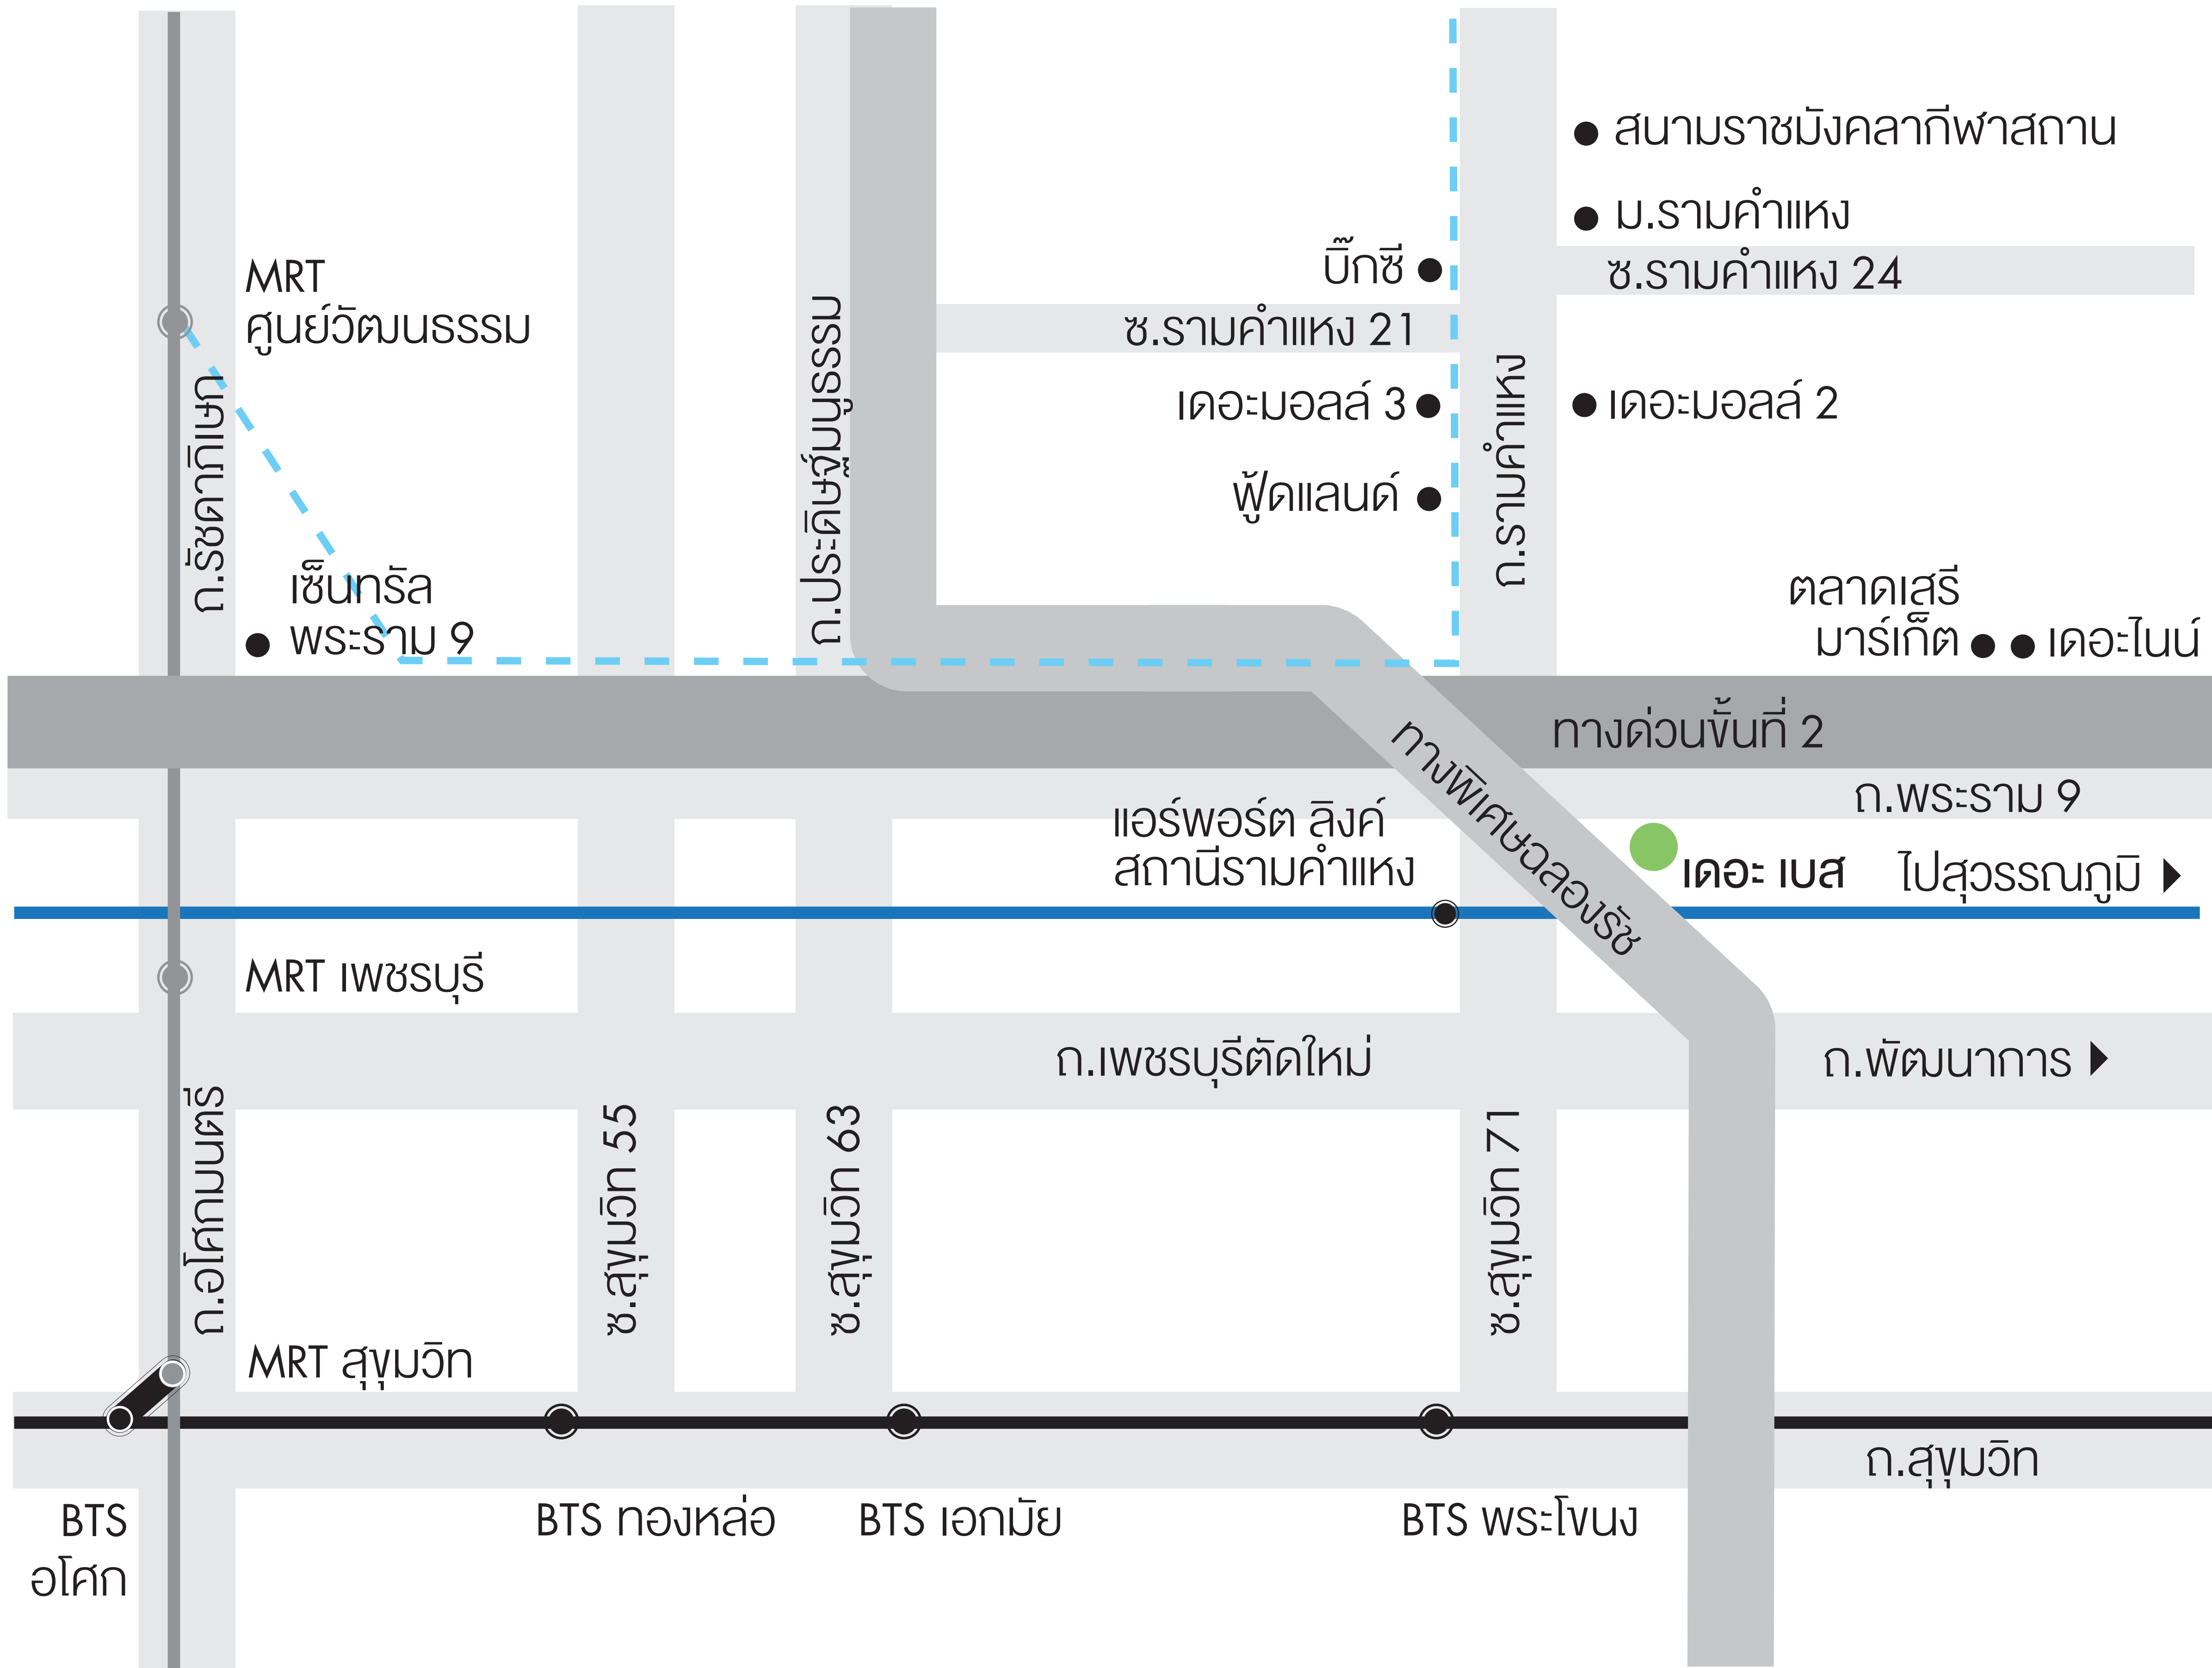 สนามราชมังคลากีฬาสถาน
ม.รามคำแหง
บิ๊กซี
ซ.รามคำแหง 24
MRT
ศูนย์วัฒนธรรม
ซ.รามคำแหง 21
เดอะมอลล์ 3
เดอะมอลล์ 2
ถ.รัชดาภิเษก
ถ.ประดิษฐ์มนูธรรม
ถ.รามคำแหง
ฟู้ดแลนด์
เซ็นทรัล
พระราม 9
ตลาดเสรี
มาร์เก็ต
เดอะไนน์
ทางด่วนขั้นที่ 2
ทางพิเศษฉลองรัช
ถ.พระราม 9
แอร์พอร์ต ลิงค์
สถานีรามคำแหง
เดอะ เบส
ไปสุวรรณภูมิ
MRT เพชรบุรี
ถ.เพชรบุรีตัดใหม่
ถ.พัฒนาการ
ถ.อโศกมนตรี
ซ.สุขุมวิท 55
ซ.สุขุมวิท 63
ซ.สุขุมวิท 71
MRT สุขุมวิท
ถ.สุขุมวิท
BTS
อโศก
BTS ทองหล่อ
BTS เอกมัย
BTS พระโขนง